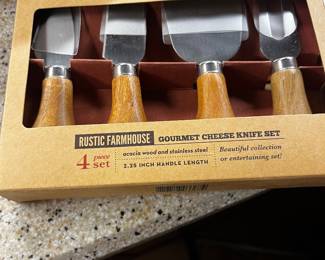 RUSTIC FARMHOUSE GOURMET CHEESE KNIFE SET
4 piece set
acacia wood and stainless steel
2.25 INCH HANDLE LENGTH
Beautiful collection
or entertaining set!